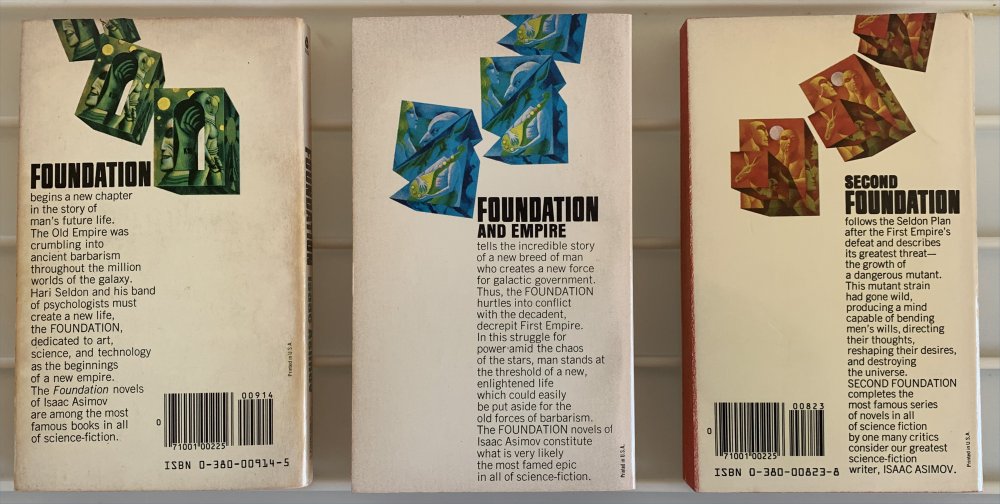 FOUNDATION
begins a new chapter
in the story of
man's future life.
The Old Empire was
crumbling into
ancient barbarism
throughout the million
worlds of the galaxy.
Hari Seldon and his band
of psychologists must
create a new life,
the FOUNDATION,
dedicated to art,
science, and technology
as the beginnings
of a new empire.
The Foundation novels
of Isaac Asimov
are among the most
famous books in all
of science-fiction.
Printed in U.S.A.
00914
0
71001 00225
ISBN 0-380-00914-5
FOUNDATION ISAAC ASIMOV
FOUNDATION
AND EMPIRE
tells the incredible story
of a new breed of man
who creates a new force
for galactic government.
Thus, the FOUNDATION
hurtles into conflict
with the decadent,
decrepit First Empire.
In this struggle for
power amid the chaos
of the stars, man stands at
the threshold of a new,
enlightened life
which could easily
be put aside for the
old forces of barbarism.
The FOUNDATION novels of
Isaac Asimov constitute
what is very likely
the most famed epic
in all of science-fiction.
Printed in U.S.A.
SECOND
FOUNDATION
follows the Seldon Plan
after the First Empire's
defeat and describes
its greatest threat—
the growth of
a dangerous mutant.
This mutant strain
had gone wild,
producing a mind
capable of bending
men's wills, directing
their thoughts,
reshaping their desires,
and destroying
the universe.
SECOND FOUNDATION
completes the
most famous series
of novels in all
of science fiction
by one many critics
consider our greatest
science-fiction
writer, ISAAC ASIMOV.
Printed in U.S.A.
00823
0
71001 00225
ISBN 0-380-00823-8